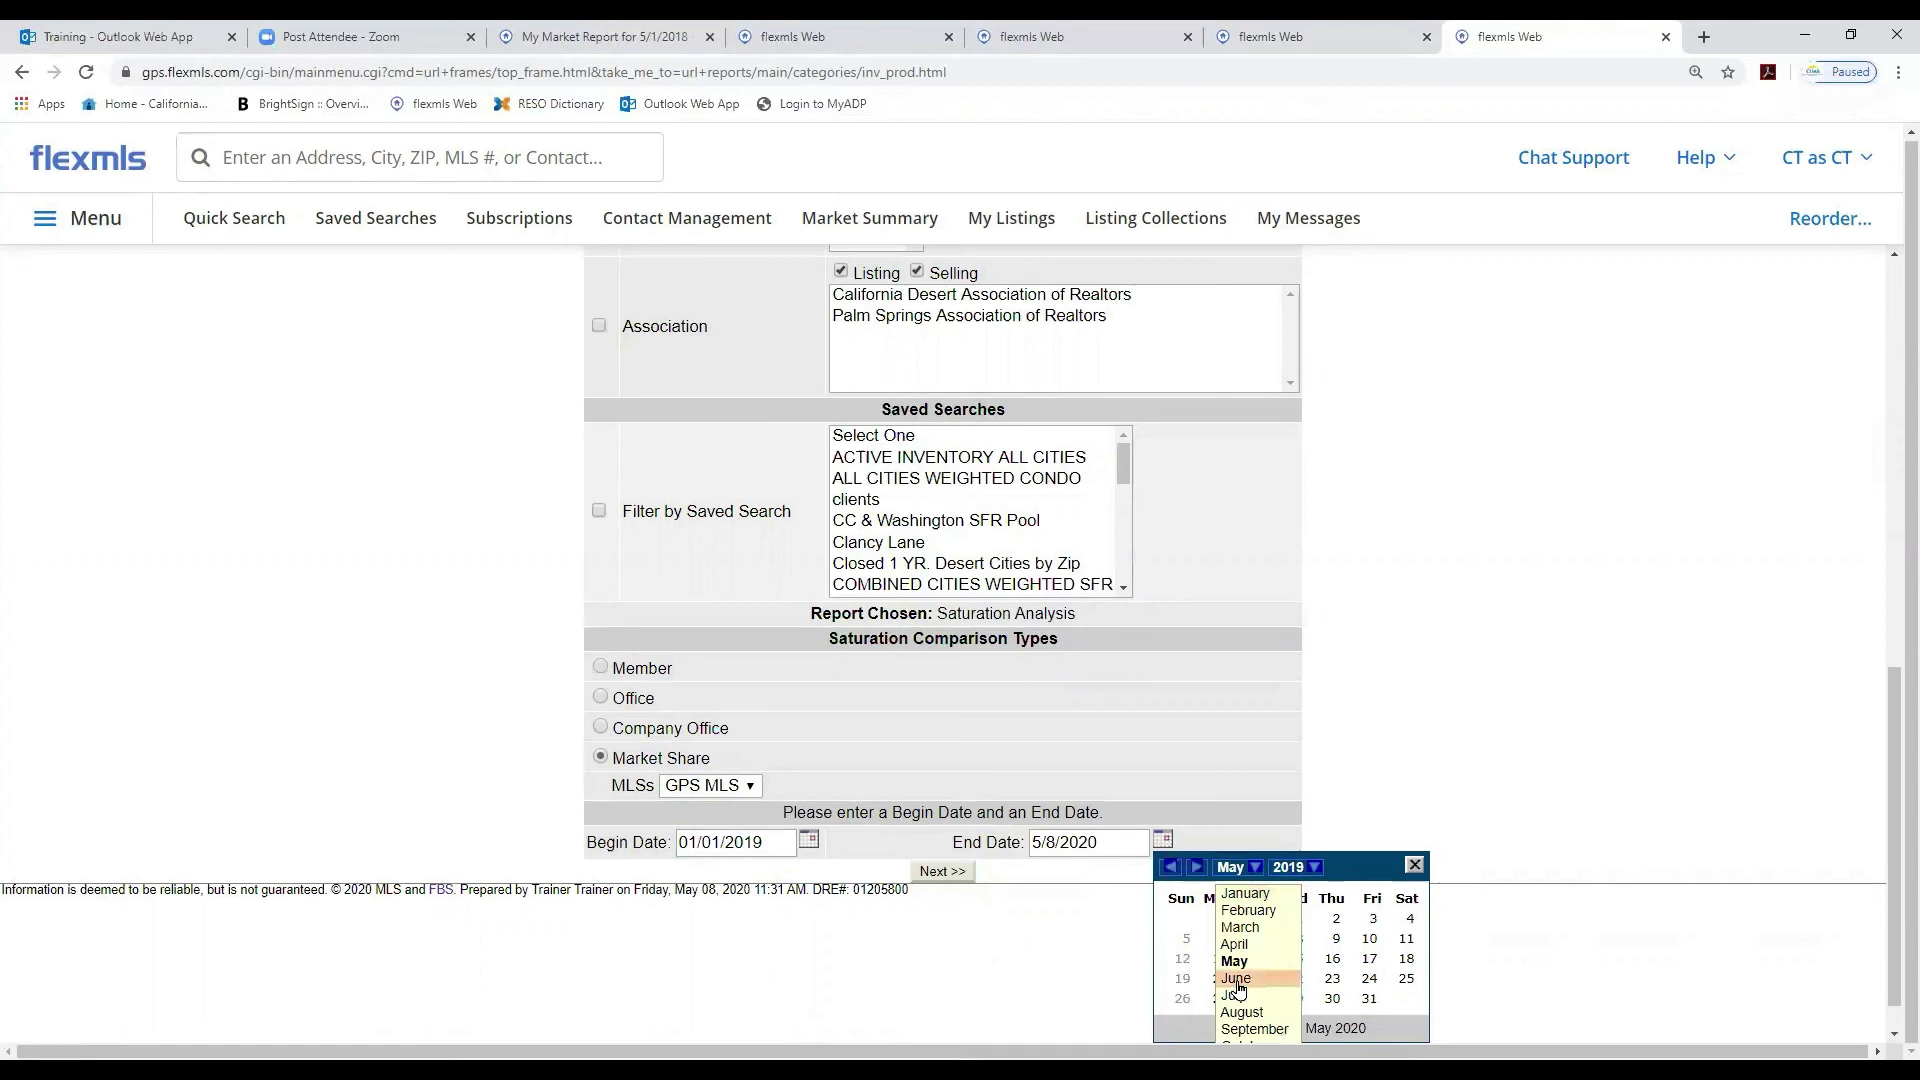 Training - Outlook Web App
Post Attendee - Zoom
My Market Report for 5/1/2018
flexmls Web
flexmls Web
flexmls Web
flexmls Web
gps.flexmls.com/cgi-bin/mainmenu.cgi?cmd=url+frames/top_frame.html&take_me_to=url+reports/main/categories/inv_prod.html
Paused
Apps
Home - California...
BrightSign :: Overvi...
flexmls Web
RESO Dictionary
Outlook Web App
Login to MyADP
flexmls
Enter an Address, City, ZIP, MLS #, or Contact...
Chat Support
Help
CT as CT
Menu
Quick Search
Saved Searches
Subscriptions
Contact Management
Market Summary
My Listings
Listing Collections
My Messages
Reorder...
Listing Selling
Association
California Desert Association of Realtors
Palm Springs Association of Realtors
Saved Searches
Filter by Saved Search
Select One
ACTIVE INVENTORY ALL CITIES
ALL CITIES WEIGHTED CONDO
clients
CC & Washington SFR Pool
Clancy Lane
Closed 1 YR. Desert Cities by Zip
COMBINED CITIES WEIGHTED SFR
Report Chosen: Saturation Analysis
Saturation Comparison Types
Member
Office
Company Office
Market Share
MLSs GPS MLS
Please enter a Begin Date and an End Date.
Begin Date: 01/01/2019 End Date: 5/8/2020
Next >>
Information is deemed to be reliable, but is not guaranteed. © 2020 MLS and FBS. Prepared by Trainer Trainer on Friday, May 08, 2020 11:31 AM. DRE#: 01205800
May 2019
Sun Thu Fri Sat
January
February
March
April
May
June
August
September
2 3 4
5 9 10 11
12 16 17 18
19 23 24 25
26 30 31
May 2020